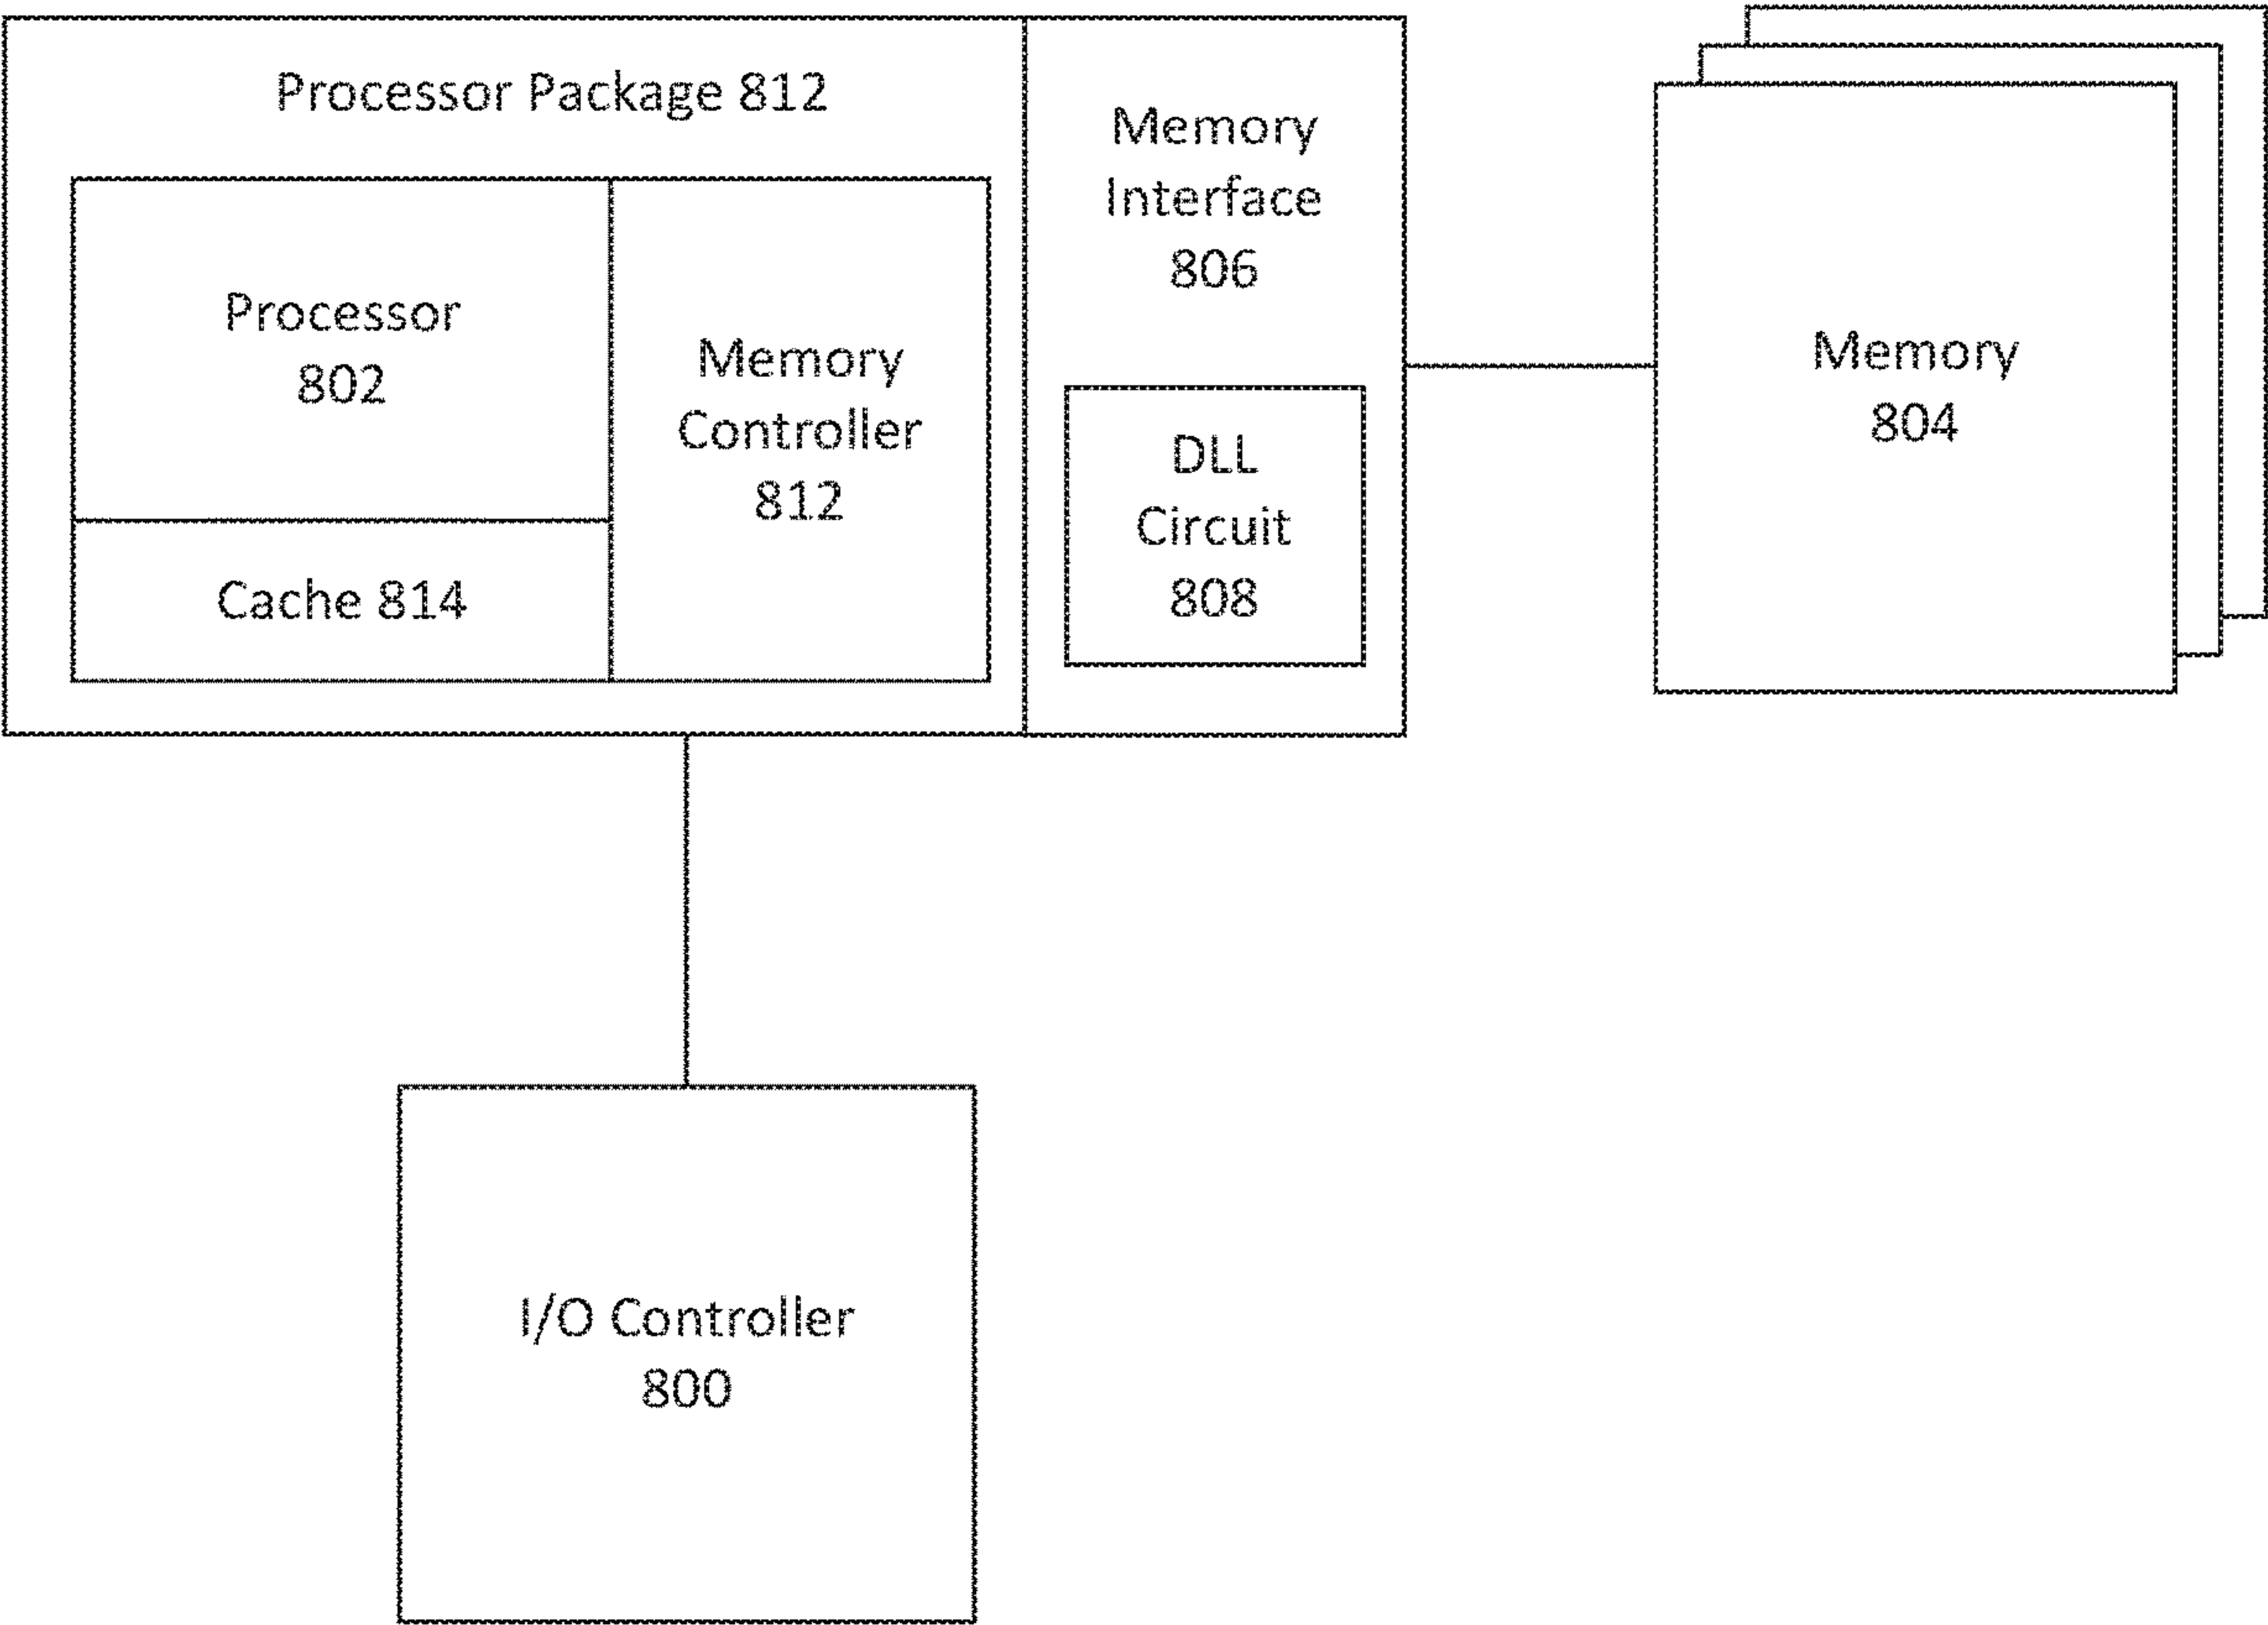 Processor Package 812
Processor
802
Cache 814
Memory
Controller
812
Memory
Interface
806
DLL
Circuit
808
Memory
804
I/O Controller
800